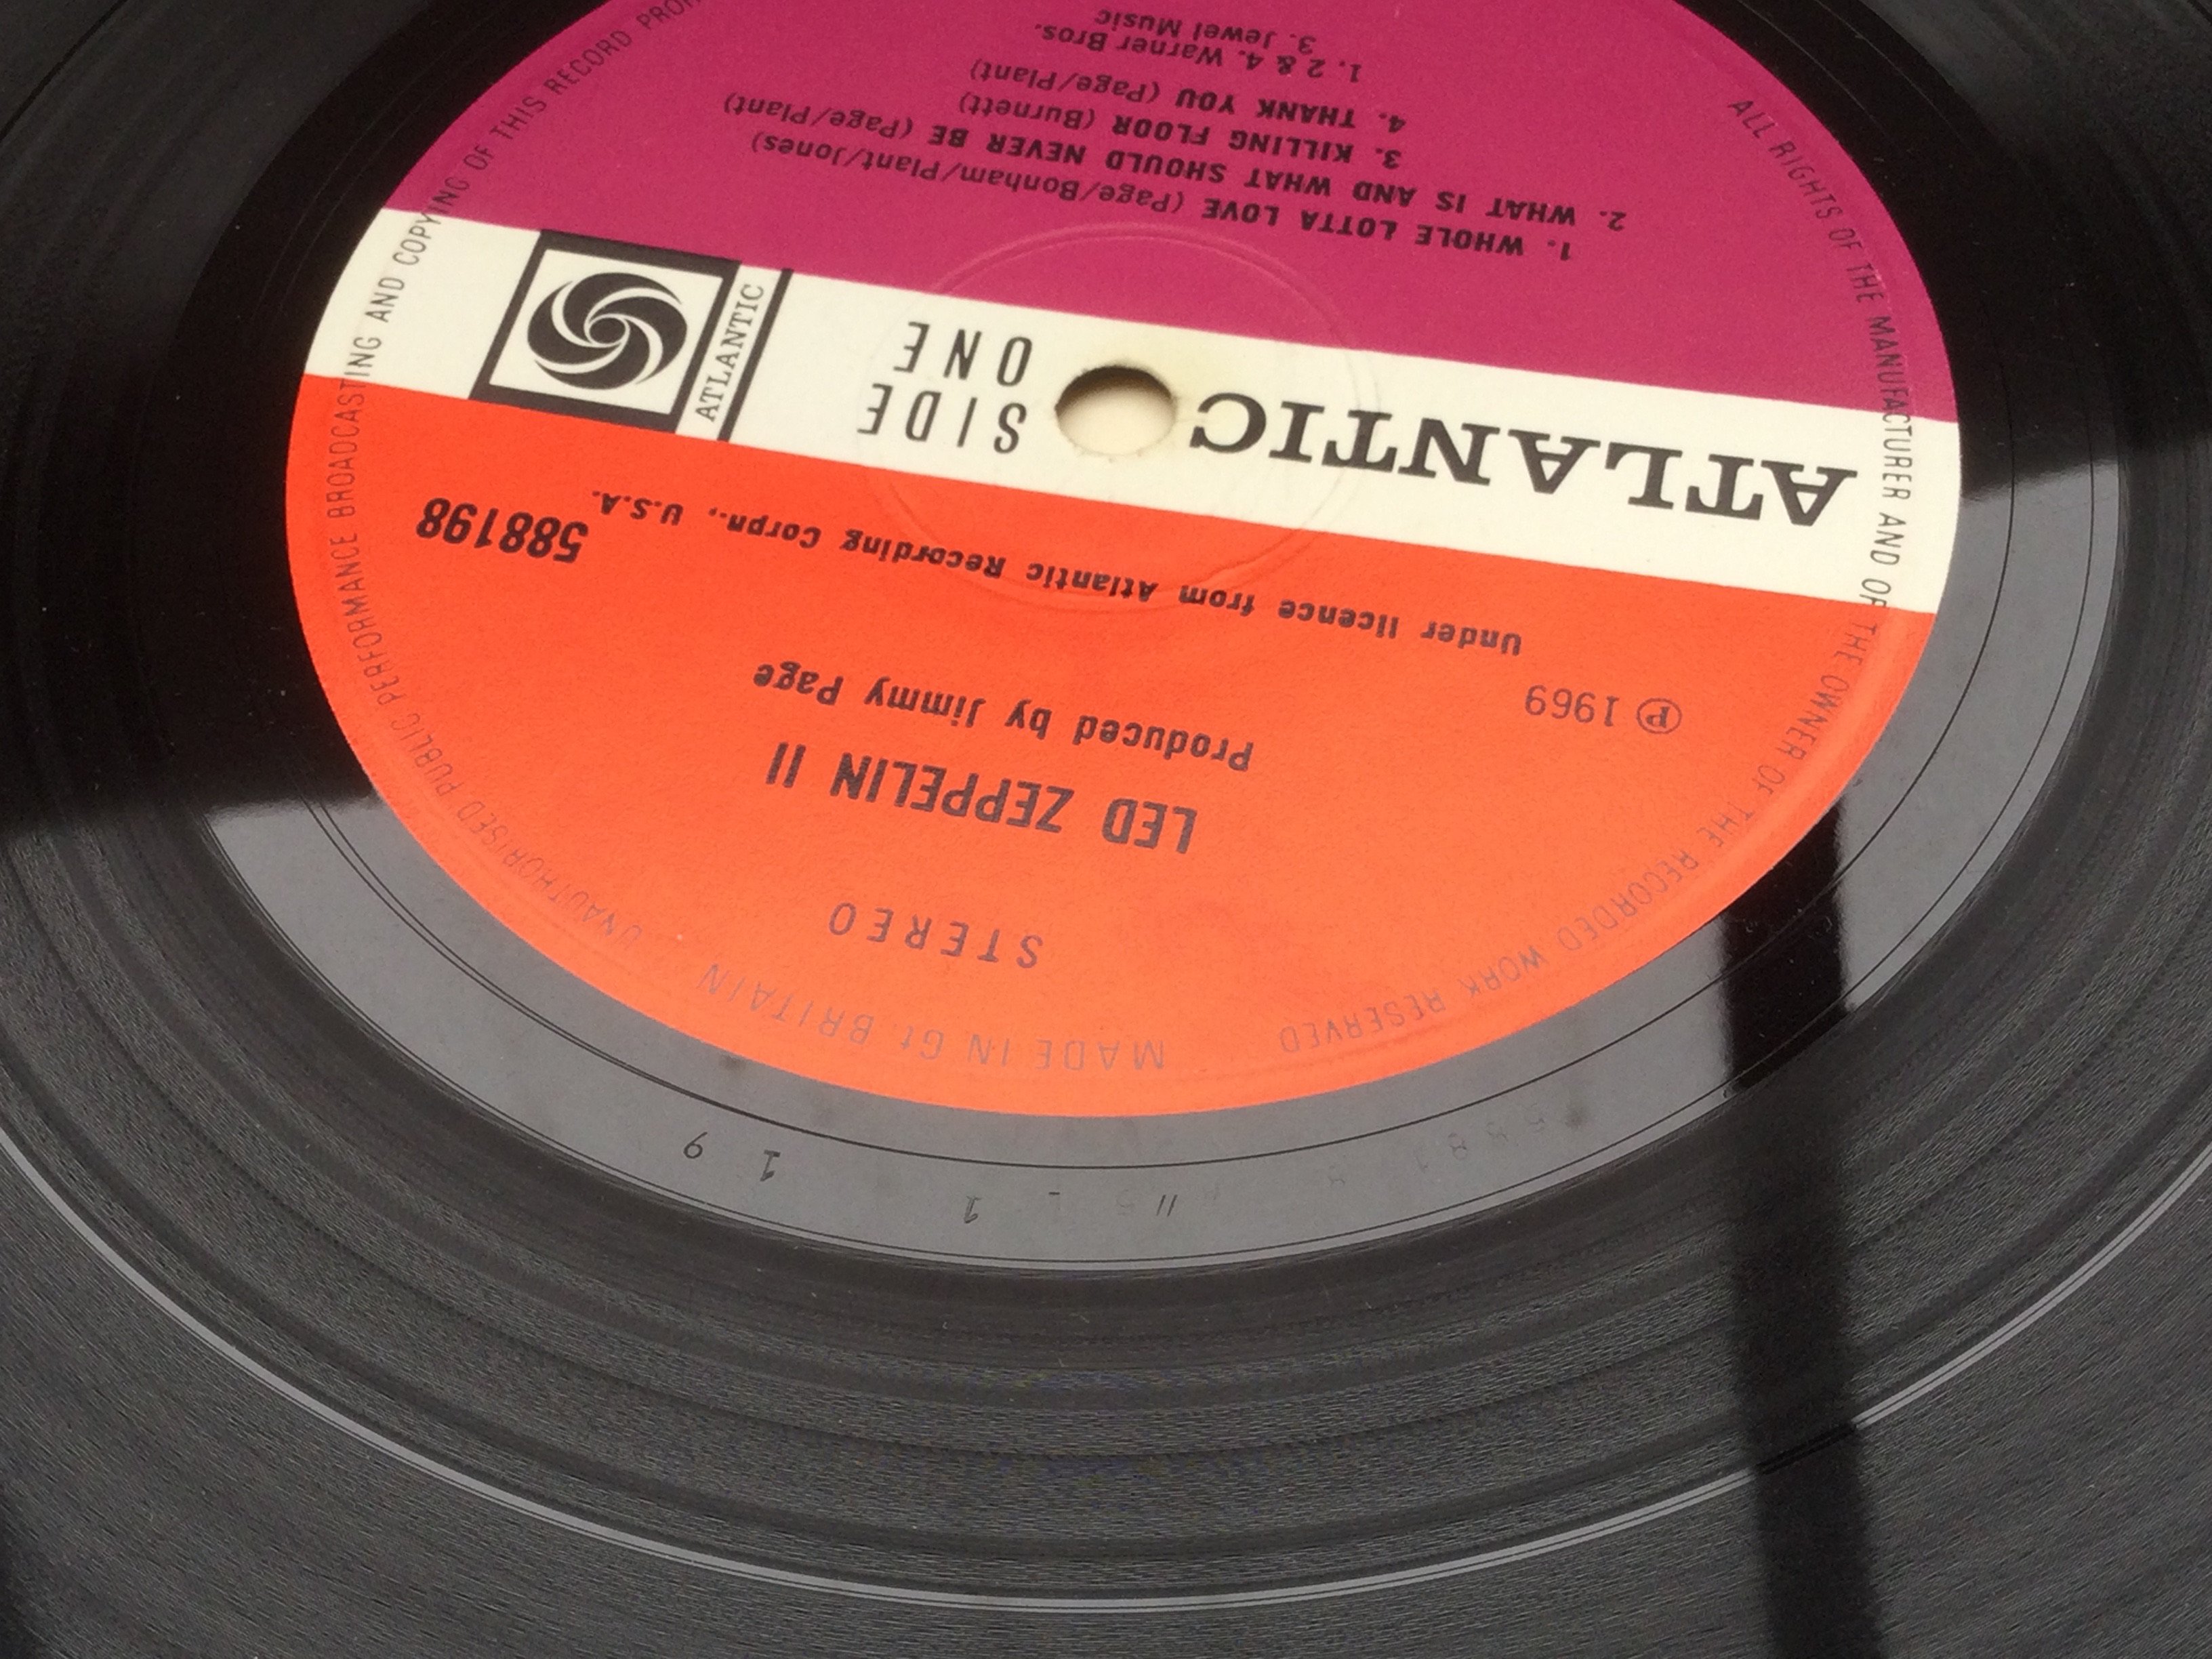 MADE IN Gt BRITAIN
UNAUTHORISED PUBLIC PERFORMANCE BROADCASTING AND COPYING OF THIS RECORD PROH
ALL RIGHTS OF THE MANUFACTURER AND OF THE OWNER OF THE RECORDED WORK RESERVED
STEREO
LED ZEPPELIN II
Produced by Jimmy Page
℗ 1969
Under licence from Atlantic Recording Corpn., U.S.A.
588198
ATLANTIC
SIDE
ONE
ATLANTIC
1. WHOLE LOTTA LOVE (Page/Bonham/Plant/Jones)
2. WHAT IS AND WHAT SHOULD NEVER BE (Page/Plant)
3. KILLING FLOOR (Burnett)
4. THANK YOU (Page/Plant)
1. 2 & 4. Warner Bros.
3. Jewel Music